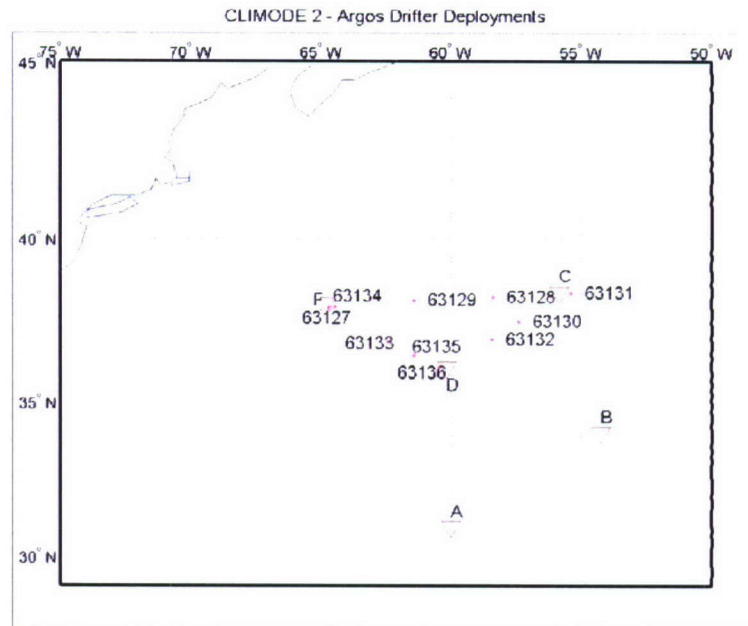 CLIMODE 2 - Argos Drifter Deployments
75° W 70° W 65° W 60° W 55° W 50° W
45° N
40° N
C
F 63134 63129 63128 63131
63127 63130
63133 63135 63132
63136
D
35° N
B
A
30° N